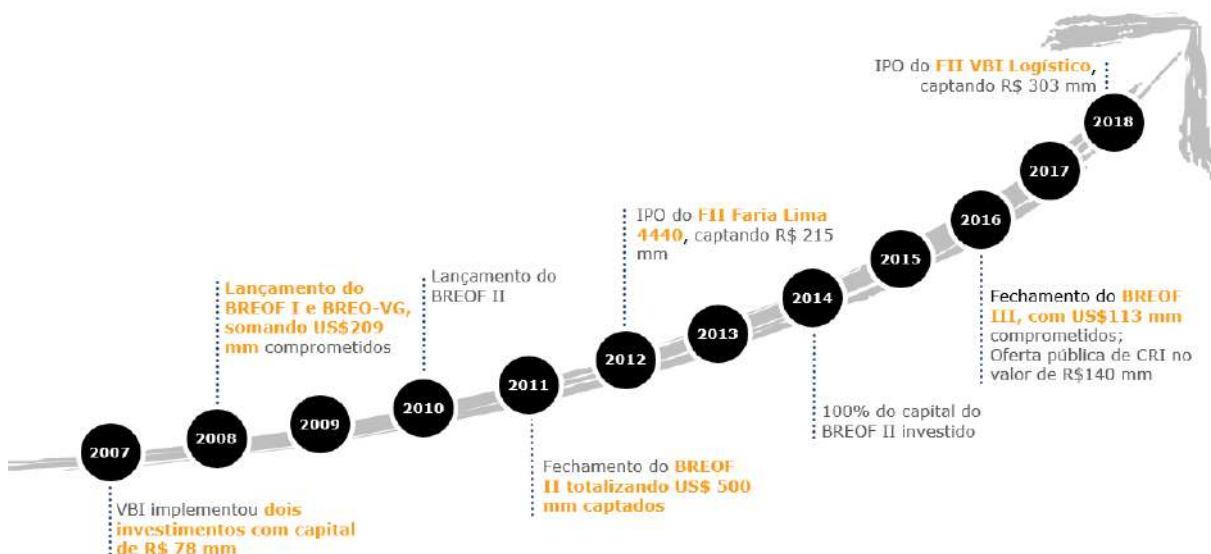 IPO do FII VBI Logístico,
captando R$ 303 mm
2018
2017
IPO do FII Faria Lima
4440, captando R$ 215
mm
2016
2015
Lançamento do
BREOF I e BREO-VG,
somando US$209
mm comprometidos
Lançamento do
BREOF II
2014
Fechamento do BREOF
III, com US$113 mm
comprometidos;
Oferta pública de CRI no
valor de R$140 mm
2013
2012
2011
2010
2009
2008
2007
100% do capital do
BREOF II investido
Fechamento do BREOF
II totalizando US$ 500
mm captados
VBI implementou dois
investimentos com capital
de R$ 78 mm